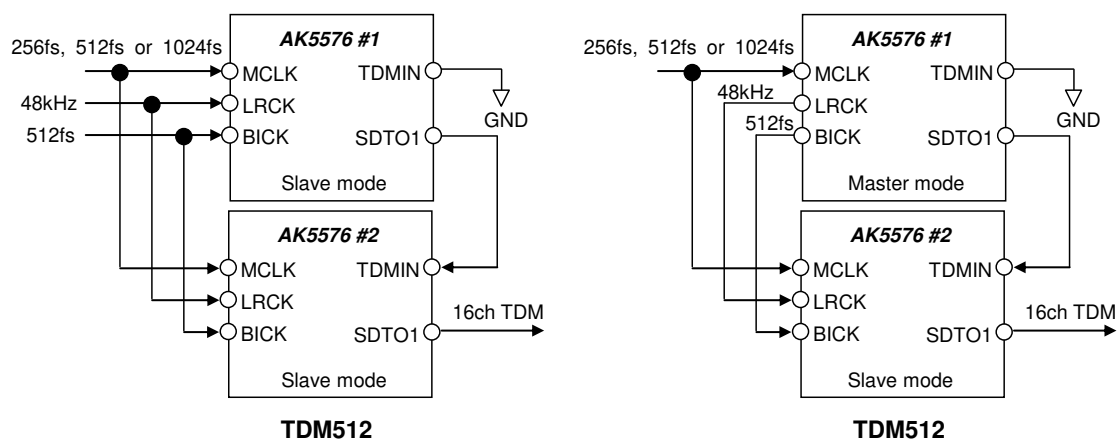 256fs, 512fs or 1024fs
48kHz
512fs
AK5576 #1
MCLK
LRCK
BICK
TDMIN
SDTO1
GND
Slave mode
AK5576 #2
MCLK
LRCK
BICK
TDMIN
SDTO1
16ch TDM
Slave mode
TDM512
256fs, 512fs or 1024fs
48kHz
512fs
AK5576 #1
MCLK
LRCK
BICK
TDMIN
SDTO1
GND
Master mode
AK5576 #2
MCLK
LRCK
BICK
TDMIN
SDTO1
16ch TDM
Slave mode
TDM512